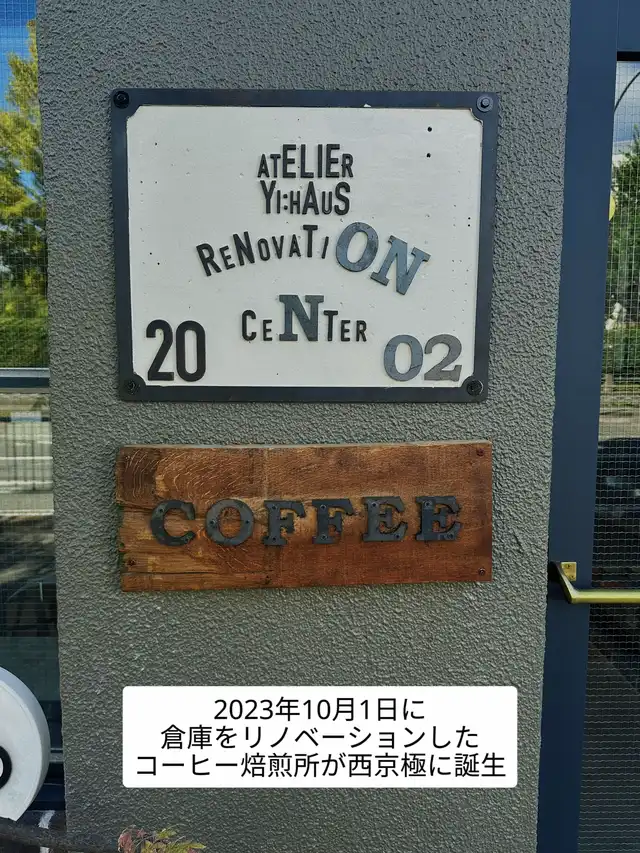 ATELIER
YI:HAUS
RENOVATION
CENTER
20 02
COFFEE
2023年10月1日に
倉庫をリノベーションした
コーヒー焙煎所が西京極に誕生